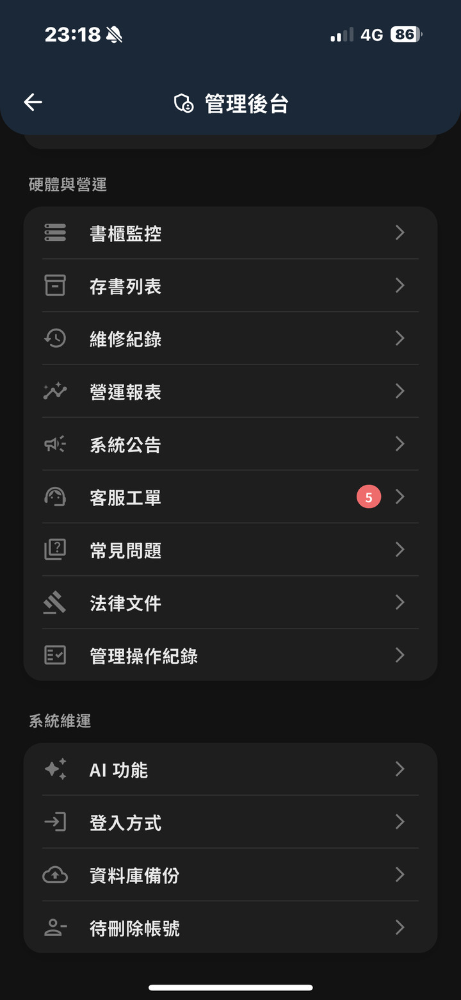 23:18
4G
86
管理後台
硬體與營運
書櫃監控
存書列表
維修紀錄
營運報表
系統公告
客服工單
5
常見問題
法律文件
管理操作紀錄
系統維運
AI 功能
登入方式
資料庫備份
待刪除帳號